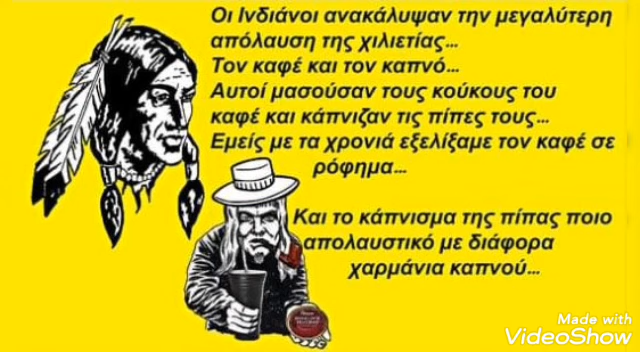 Οι Ινδιάνοι ανακάλυψαν την μεγαλύτερη
απόλαυση της χιλιετίας...
Τον καφέ και τον καπνό...
Αυτοί μασούσαν τους κούκους του
καφέ και κάπνιζαν τις πίπες τους...
Εμείς με τα χρονιά εξελίξαμε τον καφέ σε
ρόφημα...
Και το κάπνισμα της πίπας ποιο
απολαυστικό με διάφορα
χαρμάνια καπνού...
Made with
VideoShow